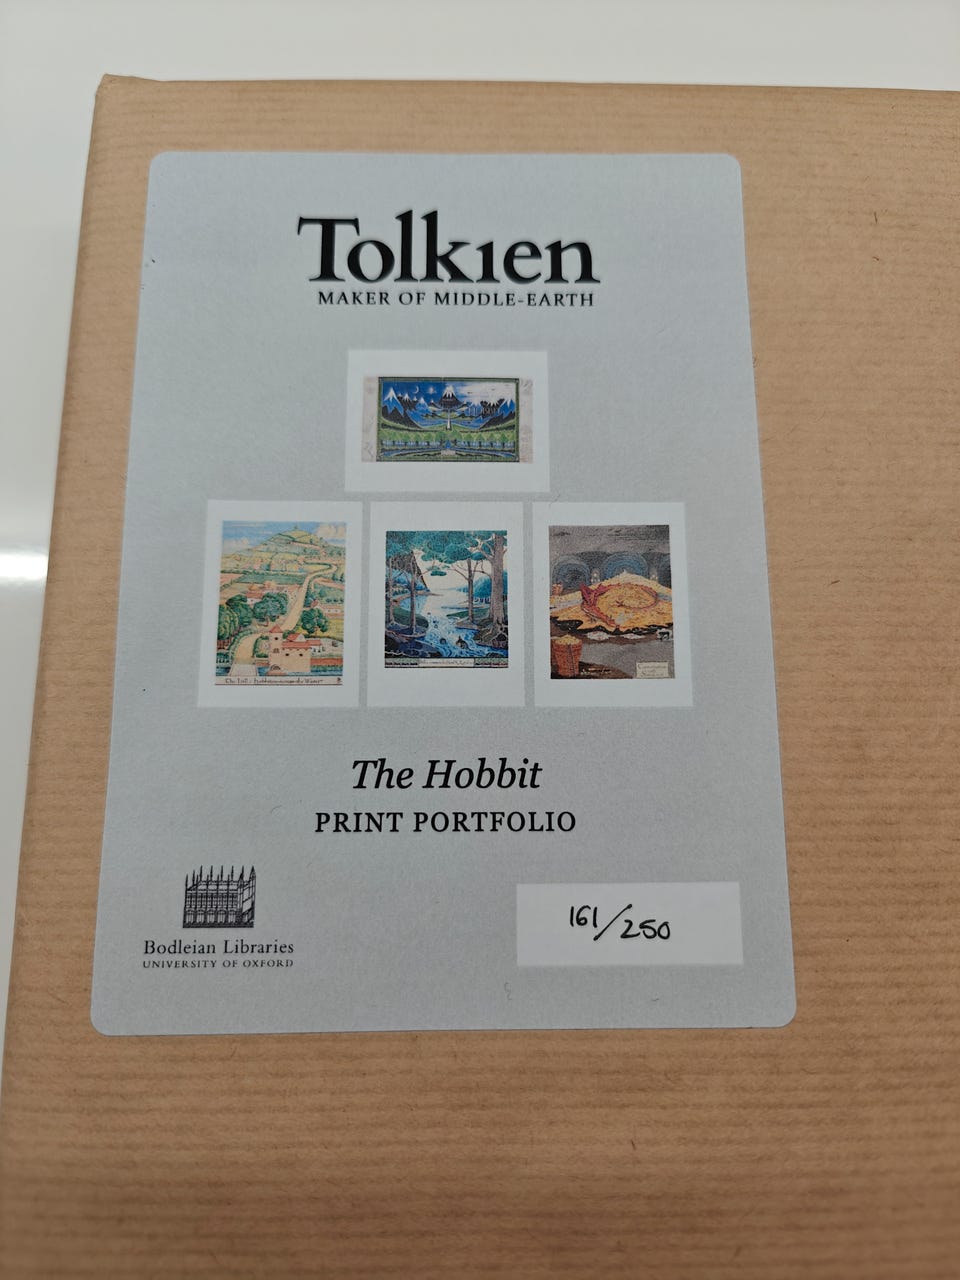 Tolkien
MAKER OF MIDDLE-EARTH
The Hobbit
PRINT PORTFOLIO
161/250
Bodleian Libraries
UNIVERSITY OF OXFORD